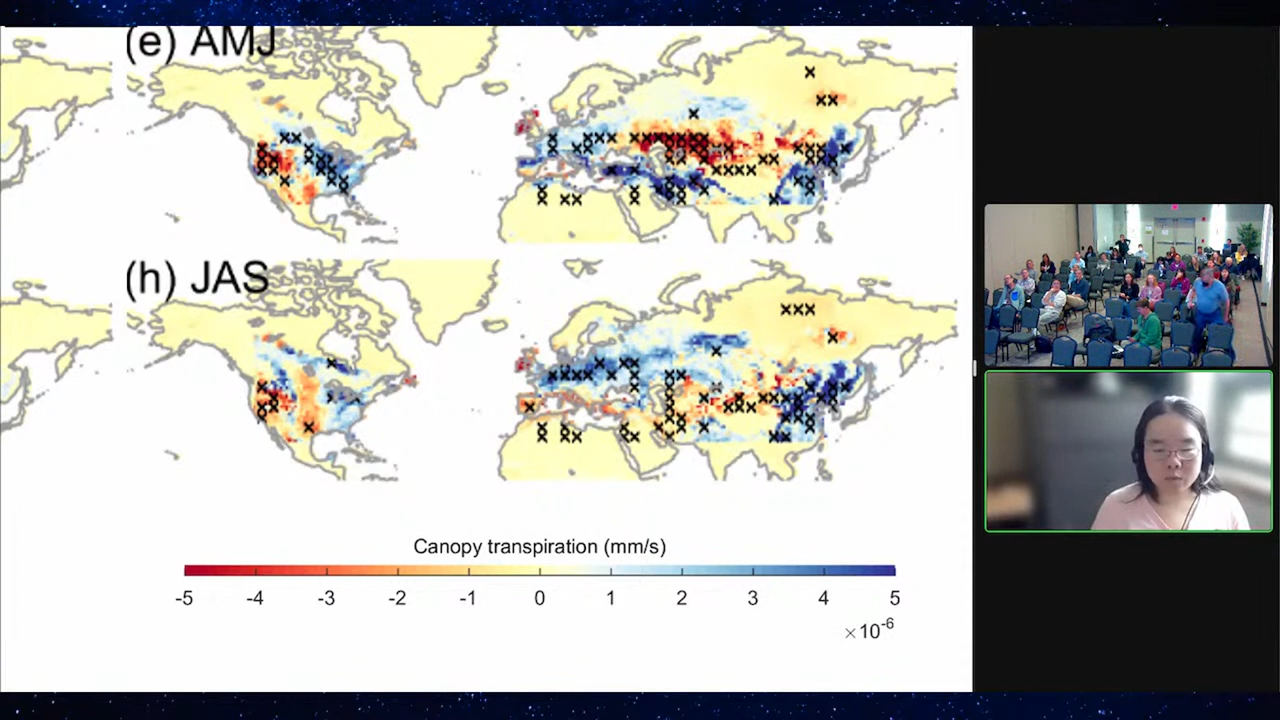 (e) AMJ
(h) JAS
Canopy transpiration (mm/s)
-5 -4 -3 -2 -1 0 1 2 3 4 5
×10-6